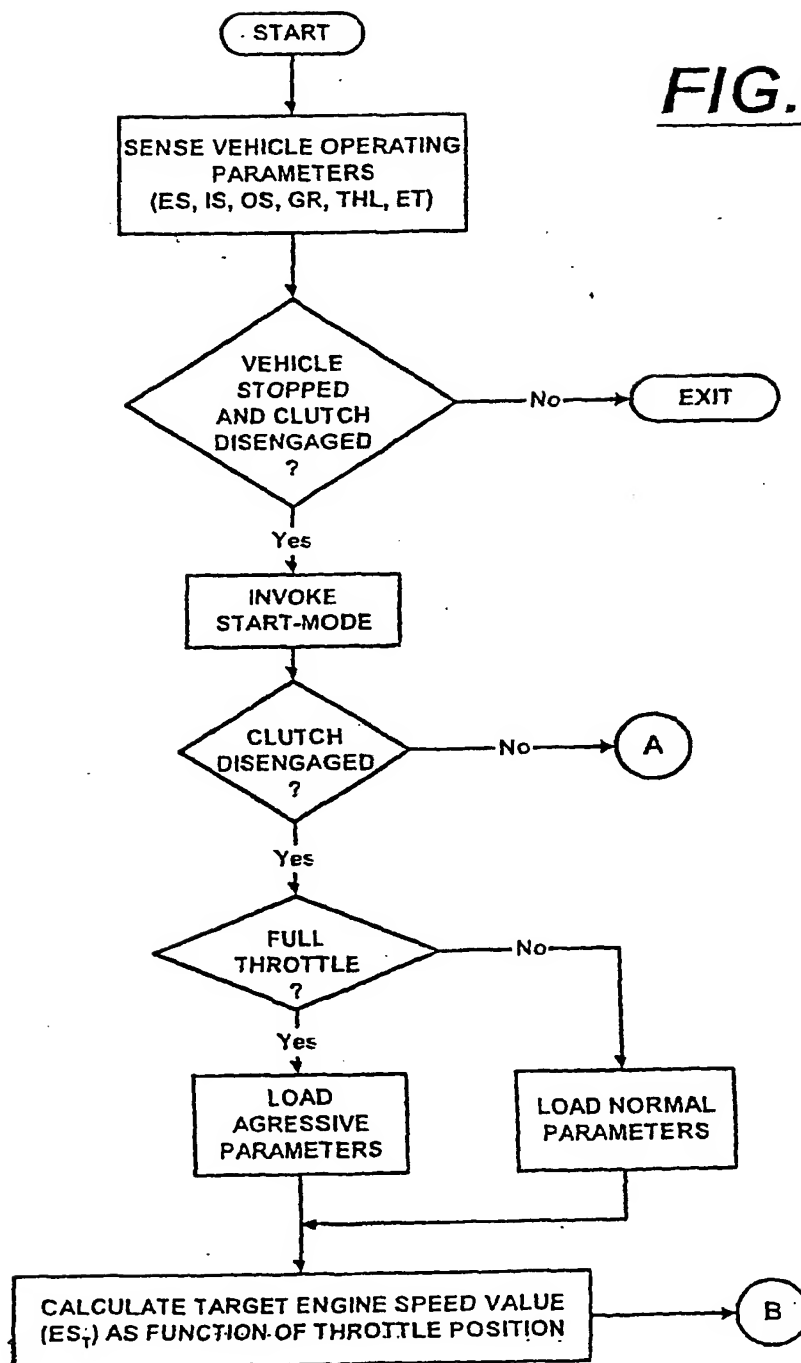 START
FIG.
SENSE VEHICLE OPERATING
PARAMETERS
(ES, IS, OS, GR, THL, ET)
VEHICLE
STOPPED
AND CLUTCH
DISENGAGED
?
No
EXIT
Yes
INVOKE
START-MODE
CLUTCH
DISENGAGED
?
No
A
Yes
FULL
THROTTLE
?
No
Yes
LOAD
AGRESSIVE
PARAMETERS
LOAD NORMAL
PARAMETERS
CALCULATE TARGET ENGINE SPEED VALUE
(ES_T) AS FUNCTION OF THROTTLE POSITION
B